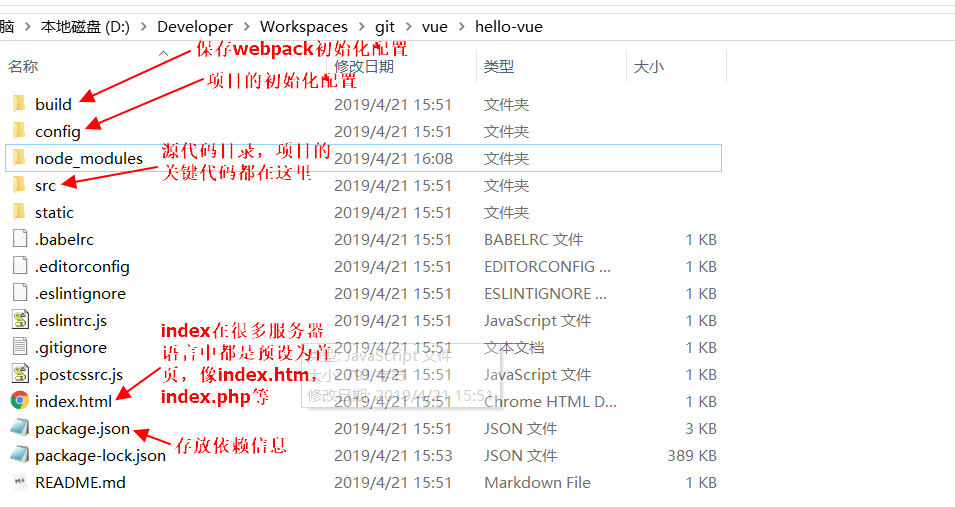 脑 > 本地磁盘 (D:) > Developer > Workspaces > git > vue > hello-vue
保存webpack初始化配置
名称 修改日期 类型 大小
项目的初始化配置
build 2019/4/21 15:51 文件夹
config 2019/4/21 15:51 文件夹
源代码目录，项目的
node_modules 2019/4/21 16:08 文件夹
关键代码都在这里
src 2019/4/21 15:51 文件夹
static 2019/4/21 15:51 文件夹
.babelrc 2019/4/21 15:51 BABELRC 文件 1 KB
.editorconfig 2019/4/21 15:51 EDITORCONFIG ... 1 KB
.eslintignore 2019/4/21 15:51 ESLINTIGNORE ... 1 KB
.eslintrc.js 2019/4/21 15:51 JavaScript 文件 1 KB
index在很多服务器
.gitignore 2019/4/21 15:51 文本文档 1 KB
语言中都是预设为首
类型: JavaScript 文件
.postcssrc.js 2019/4/21 15:51 JavaScript 文件 1 KB
页，像index.htm，
index.php等
修改日期: 2019/4/21 15:51
index.html 2019/4/21 15:51 Chrome HTML D... 1 KB
package.json 2019/4/21 15:51 JSON 文件 3 KB
存放依赖信息
package-lock.json 2019/4/21 15:53 JSON 文件 389 KB
README.md 2019/4/21 15:51 Markdown File 1 KB